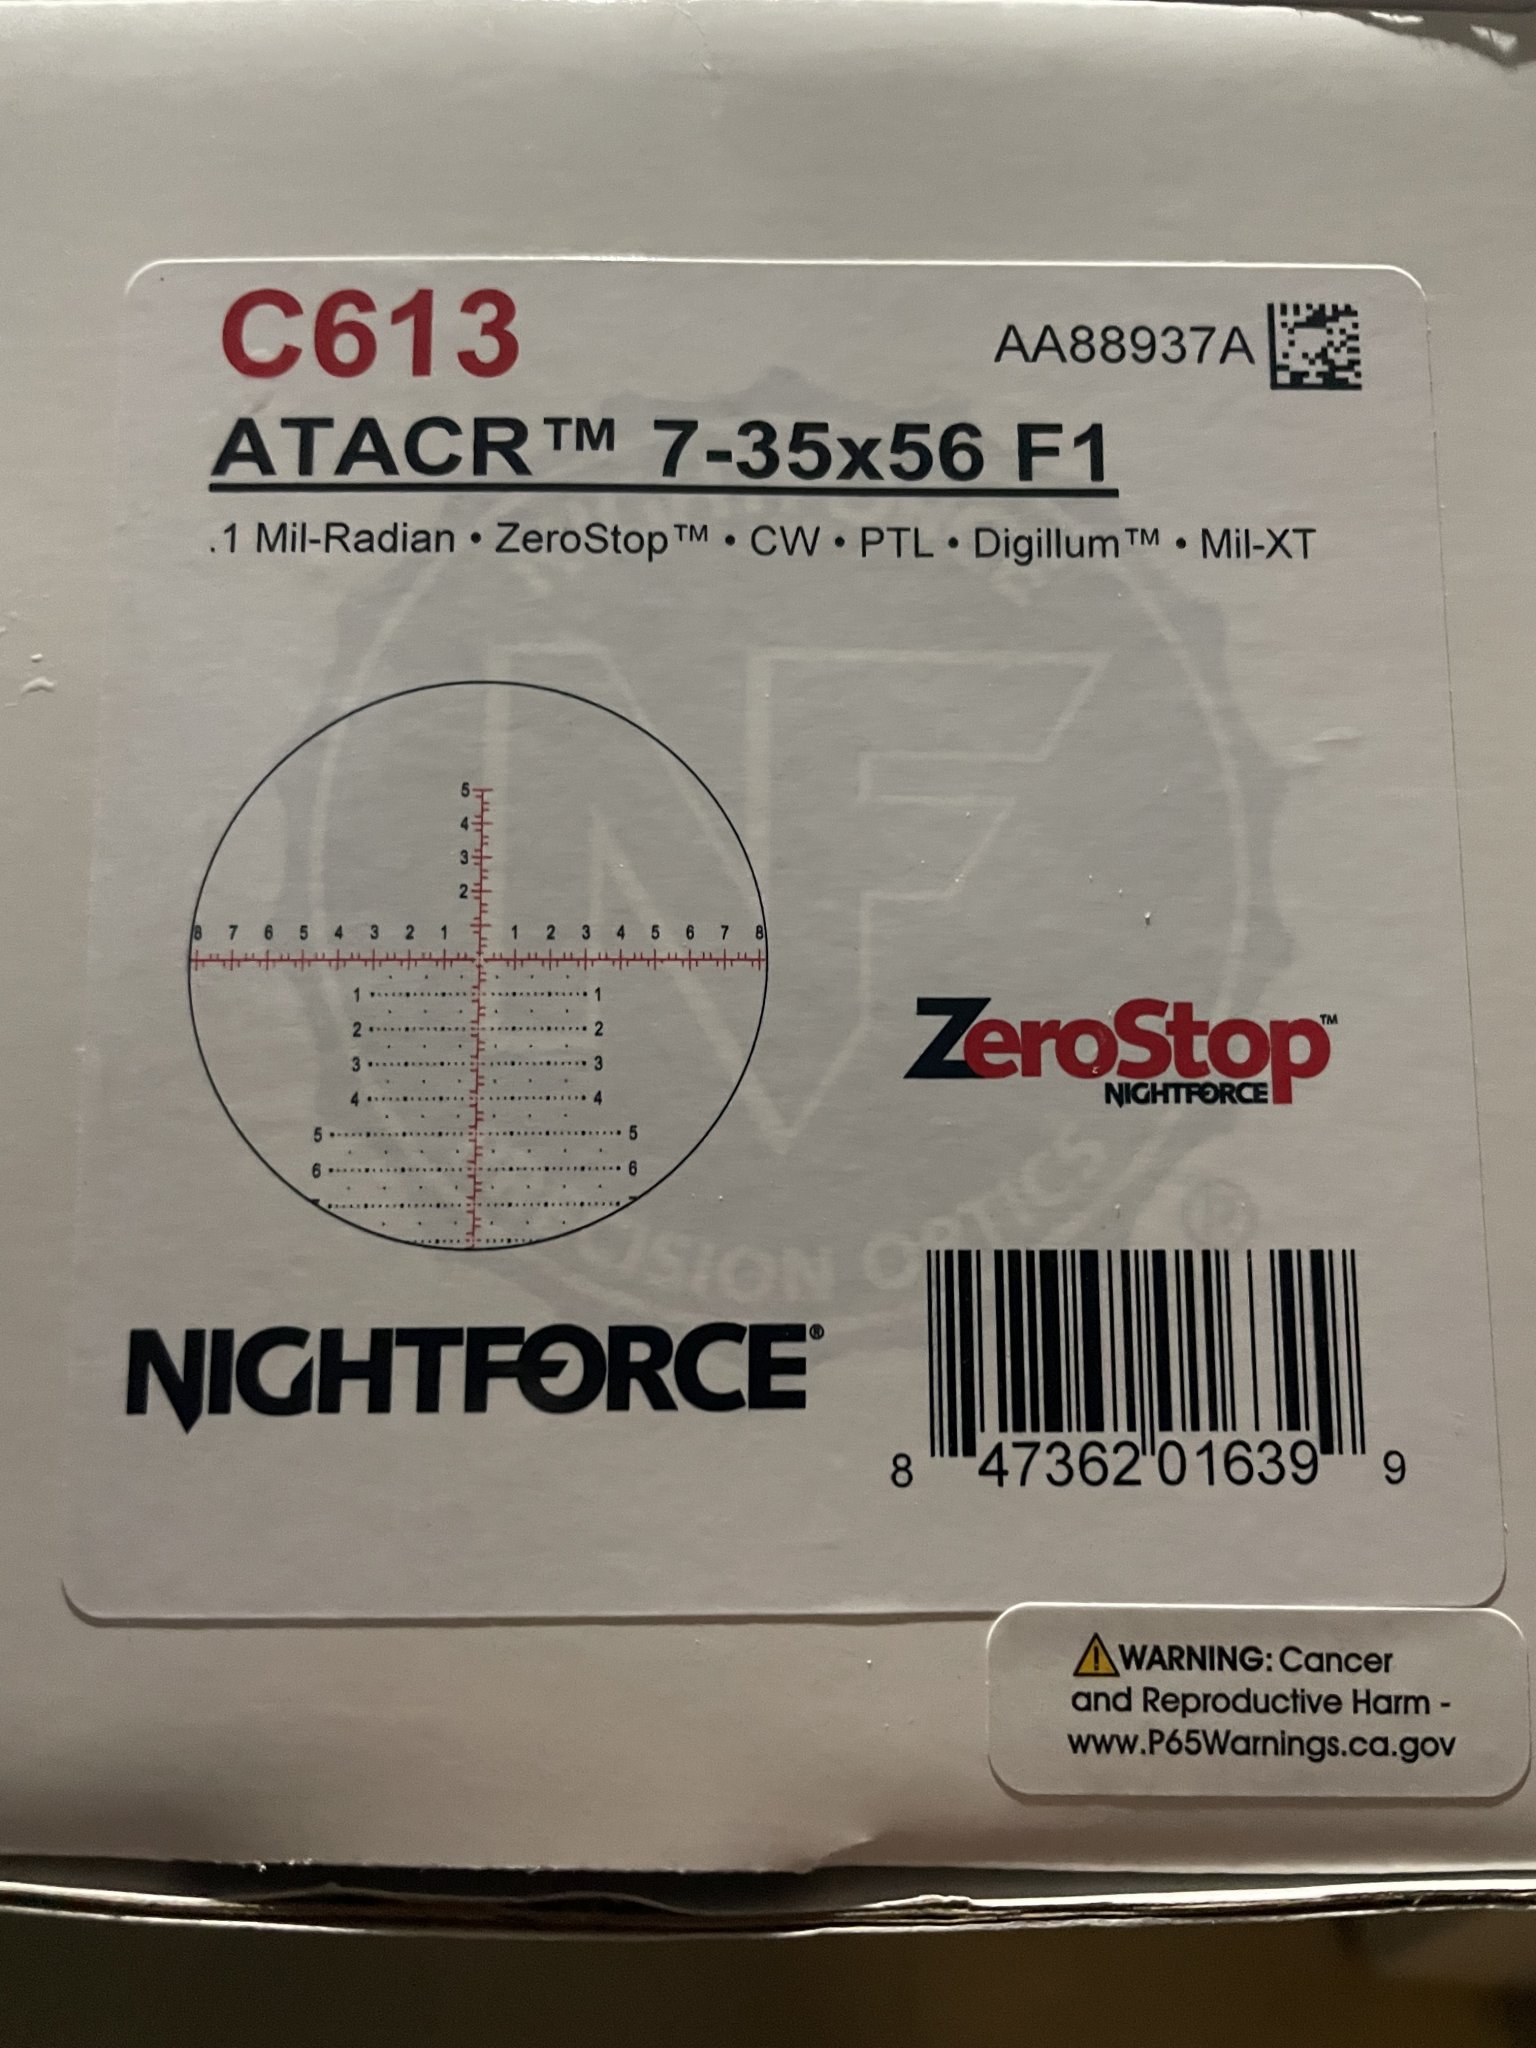 C613
AA88937A
ATACR™ 7-35x56 F1
.1 Mil-Radian • ZeroStop™ • CW • PTL • Digillum™ • Mil-XT
5
4
3
2
8 7 6 5 4 3 2 1 1 2 3 4 5 6 7 8
1 1
2 2
3 3
4 4
5 5
6 6
ZeroStop™
NIGHTFORCE
NF
OPTICS
NIGHTFORCE®
8 47362 01639 9
WARNING: Cancer
and Reproductive Harm -
www.P65Warnings.ca.gov